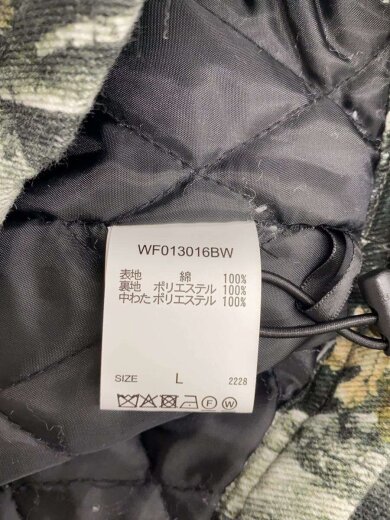 WF013016BW
表地 綿 100%
裏地 ポリエステル 100%
中わた ポリエステル 100%
SIZE L 2228
F W